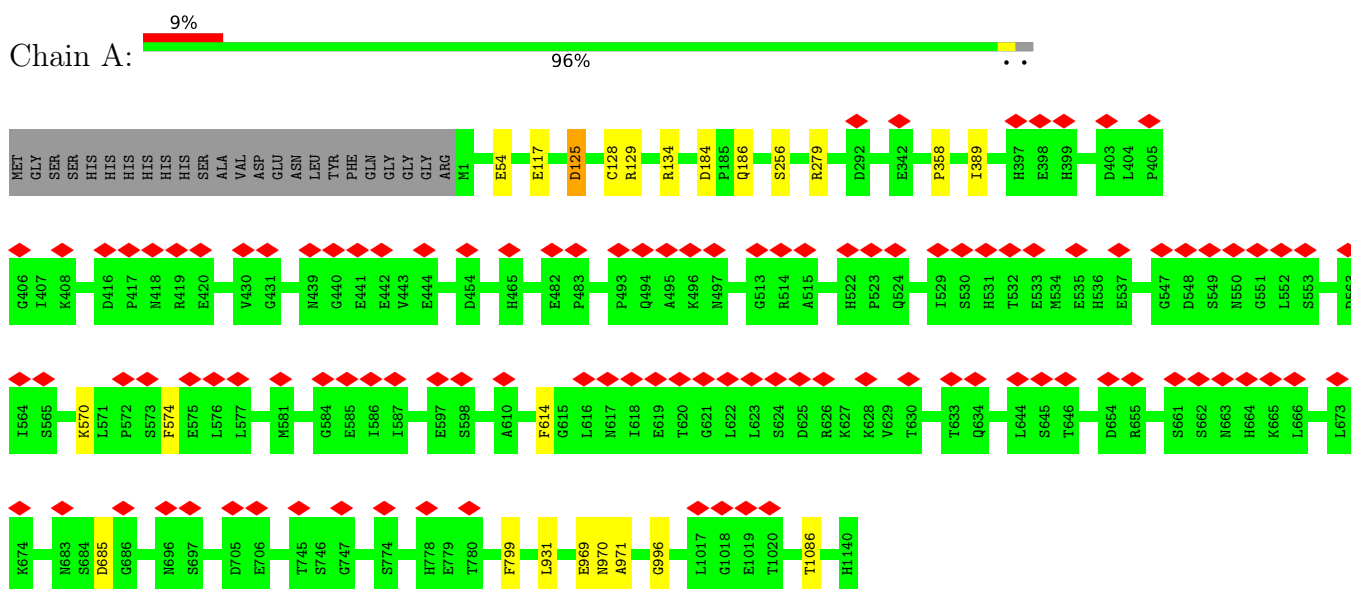 9%
Chain A:
96%
• •
MET GLY SER SER HIS HIS HIS HIS HIS HIS HIS HIS SER ALA VAL ASP GLU ASN LEU TYR PHE GLN GLY GLY GLY ARG M1 E54 E117 D125 C128 R129 R134 D184 P185 Q186 S256 R279 D292 E342 P358 I389 H397 E398 H399 D403 L404 P405
G406 I407 K408 D416 P417 N418 R419 E420 V430 G431 N439 G440 E441 E442 V443 E444 D454 H465 E482 P483 P493 Q494 A495 K496 N497 G513 R514 A515 H522 P523 Q524 I529 S530 H531 T532 E533 M534 E535 H536 E537 G547 D548 S549 N550 G551 L552 S553 D563
I564 S565 K570 L571 P572 S573 F574 E575 L576 L577 M581 G584 E585 I586 I587 E597 S598 A610 F614 G615 L616 N617 I618 E619 T620 G621 L622 L623 S624 D625 R626 K627 K628 V629 T630 T633 Q634 L644 S645 T646 D654 R655 S661 S662 N663 H664 K665 L666 L673
K674 N683 S684 D685 G686 N696 S697 D705 E706 T745 S746 G747 S774 H778 E779 T780 F799 L931 E969 N970 A971 G996 L1017 G1018 E1019 T1020 T1086 H1140